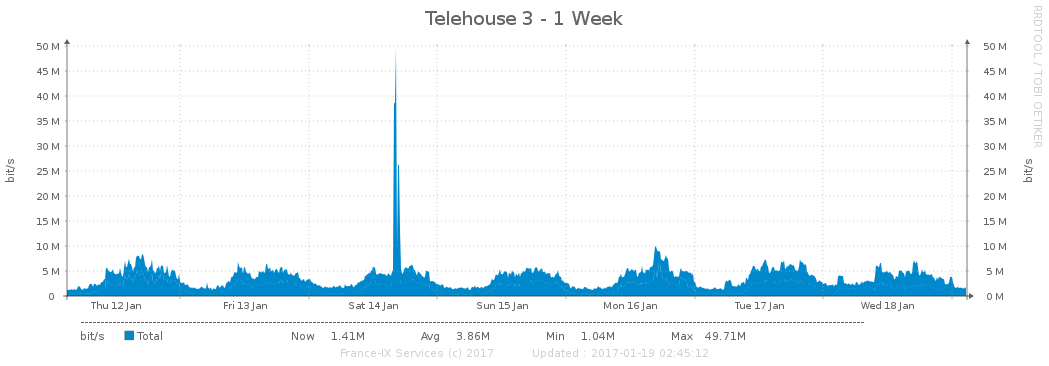 Telehouse 3 - 1 Week
RRDTOOL / TOBI OETIKER
bit/s
50 M 50 M
45 M 45 M
40 M 40 M
35 M 35 M
30 M 30 M
25 M 25 M
20 M 20 M
15 M 15 M
10 M 10 M
5 M 5 M
0 0 M
bit/s
Thu 12 Jan Fri 13 Jan Sat 14 Jan Sun 15 Jan Mon 16 Jan Tue 17 Jan Wed 18 Jan
bit/s Total Now 1.41M Avg 3.86M Min 1.04M Max 49.71M
France-IX Services (c) 2017 Updated : 2017-01-19 02:45:12